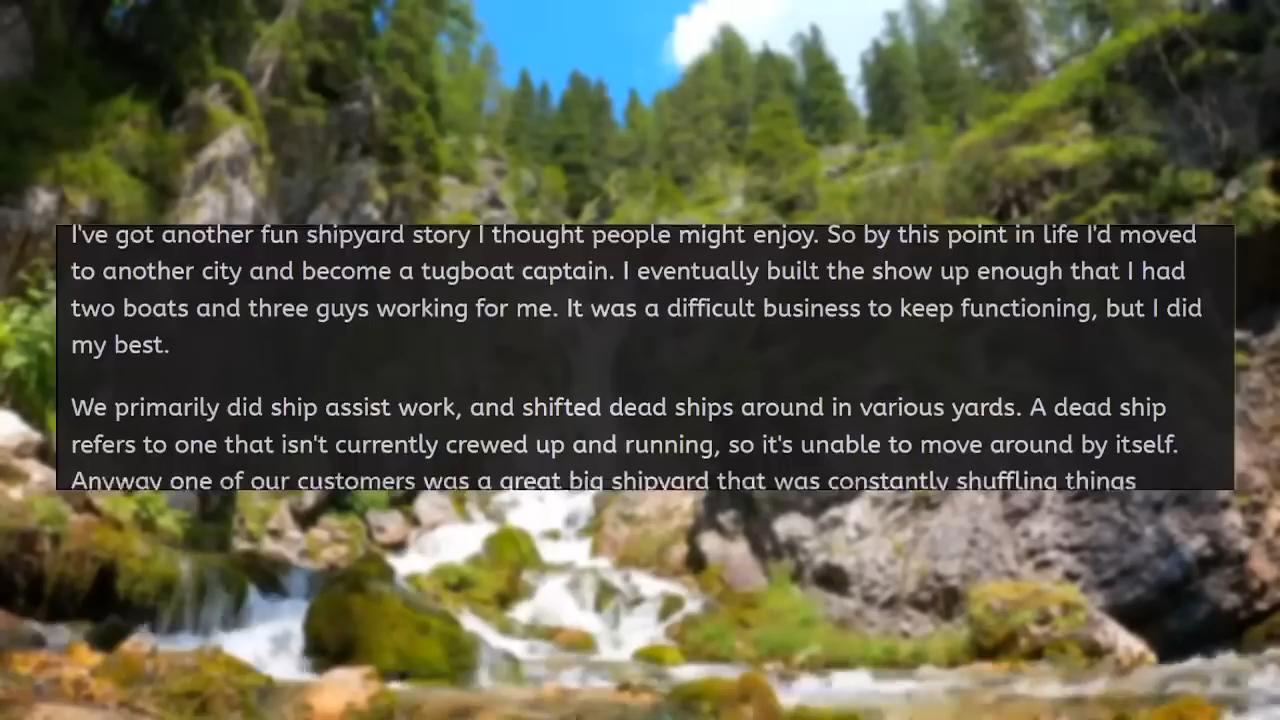 I've got another fun shipyard story I thought people might enjoy. So by this point in life I'd moved
to another city and become a tugboat captain. I eventually built the show up enough that I had
two boats and three guys working for me. It was a difficult business to keep functioning, but I did
my best.
We primarily did ship assist work, and shifted dead ships around in various yards. A dead ship
refers to one that isn't currently crewed up and running, so it's unable to move around by itself.
Anyway one of our customers was a great big shipyard that was constantly shuffling things